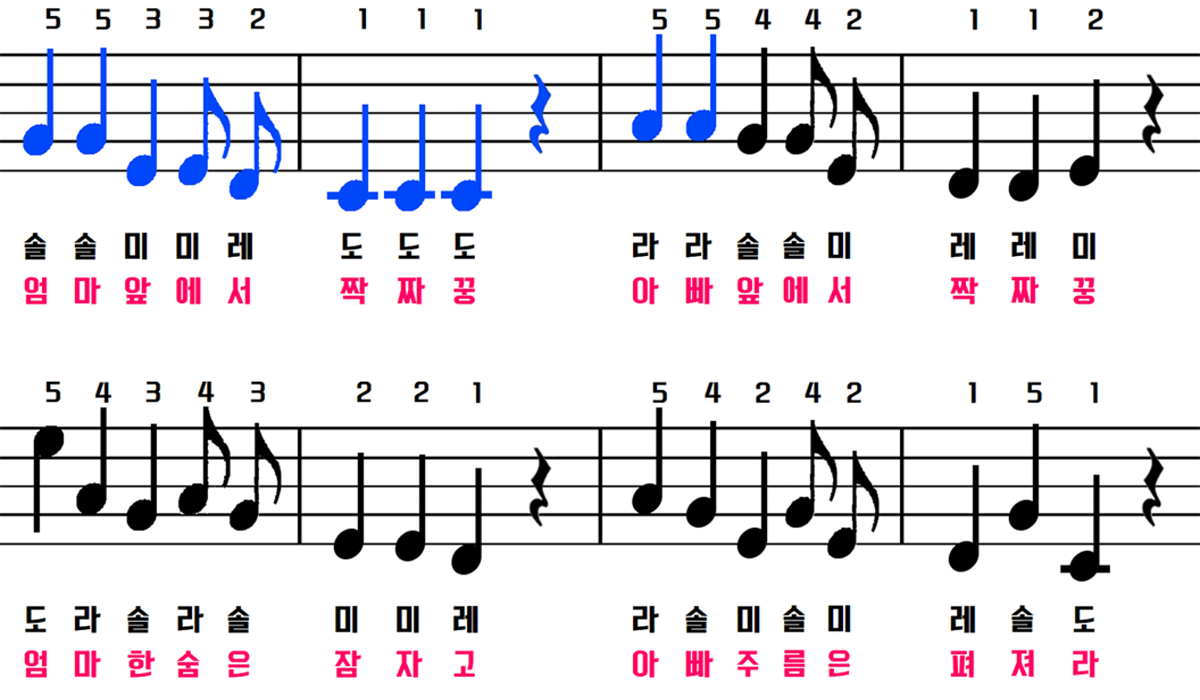 5 5 3 3 2 1 1 1 5 5 4 4 2 1 1 2
솔 솔 미 미 레 도 도 도 라 라 솔 솔 미 레 레 미
엄 마 앞 에 서 짝 짜 꿍 아 빠 앞 에 서 짝 짜 꿍
5 4 3 4 3 2 2 1 5 4 2 4 2 1 5 1
도 라 솔 라 솔 미 미 레 라 솔 미 솔 미 레 솔 도
엄 마 한 숨 은 잠 자 고 아 빠 주 름 은 펴 져 라